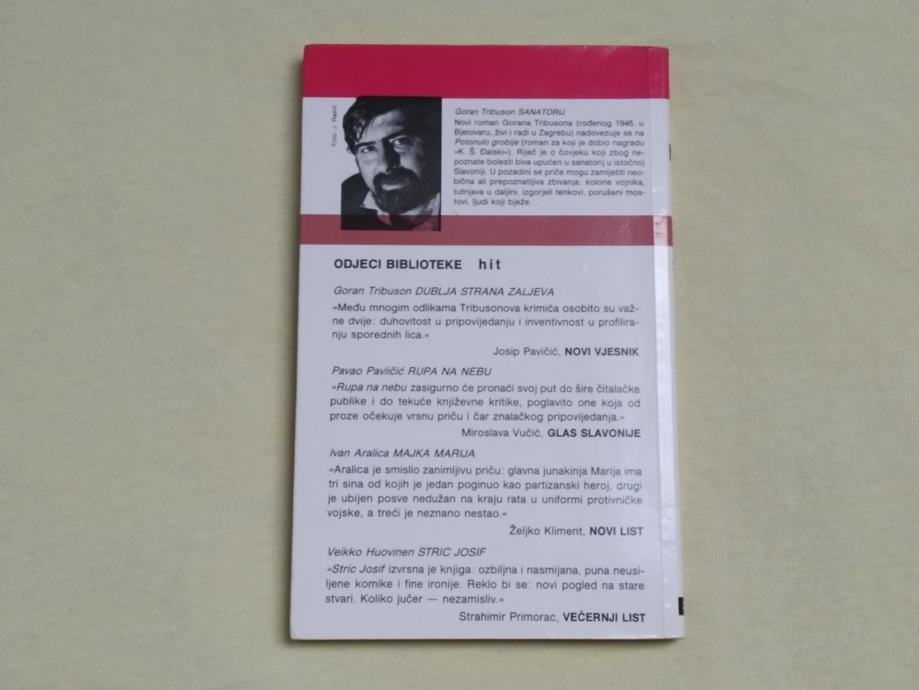 Foto: J.
Goran Tribuson SANATORIJ
Novi roman Gorana Tribusona (rođenog 1948. u
Bjelovaru, živi i radi u Zagrebu) nadovezuje se na
Potonulo groblje (roman za koji je dobio nagradu
»K. Š. Đalski«). Riječ je o čovjeku koji zbog ne-
poznate bolesti biva upućen u sanatorij u istočnoj
Slavoniji. U pozadini se priče mogu zamijetiti neo-
bična ali prepoznatljiva zbivanja: kolone vojnika,
tutnjava u daljini, izgorjeli tenkovi, porušeni mos-
tovi, ljudi koji bježe...
ODJECI BIBLIOTEKE hit
Goran Tribuson DUBLJA STRANA ZALJEVA
»Među mnogim odlikama Tribusonova krimića osobito su važ-
ne dvije: duhovitost u pripovijedanju i inventivnost u profilira-
nju sporednih lica.«
Josip Pavičić, NOVI VJESNIK
Pavao Pavličić RUPA NA NEBU
»Rupa na nebu zasigurno će pronaći svoj put do šire čitalačke
publike i do tekuće književne kritike, poglavito one koja od
proze očekuje vrsnu priču i čar znalačkog pripovijedanja.«
Miroslava Vučić, GLAS SLAVONIJE
Ivan Aralica MAJKA MARIJA
»Aralica je smislio zanimljivu priču: glavna junakinja Marija ima
tri sina od kojih je jedan poginuo kao partizanski heroj, drugi
je ubijen posve nedužan na kraju rata u uniformi protivničke
vojske, a treći je neznano nestao.«
Željko Kliment, NOVI LIST
Veikko Huovinen STRIC JOSIF
»Stric Josif izvrsna je knjiga: ozbiljna i nasmijana, puna neusi-
ljene komike i fine ironije. Reklo bi se: novi pogled na stare
stvari. Koliko jučer — nezamisliv.«
Strahimir Primorac, VEČERNJI LIST